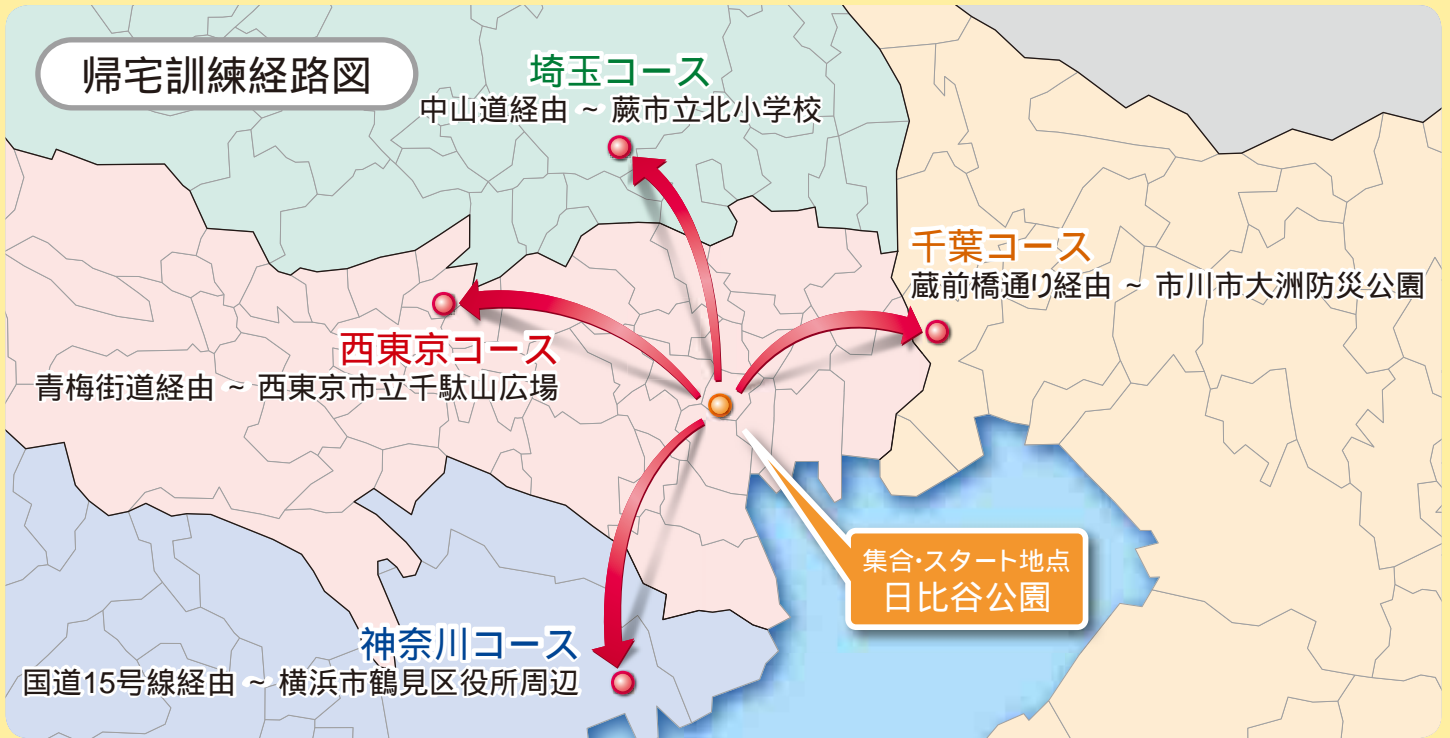 帰宅訓練経路図
埼玉コース
中山道経由 ~ 蕨市立北小学校
千葉コース
蔵前橋通り経由 ~ 市川市大洲防災公園
西東京コース
青梅街道経由 ~ 西東京市立千駄山広場
集合・スタート地点
日比谷公園
神奈川コース
国道15号線経由 ~ 横浜市鶴見区役所周辺